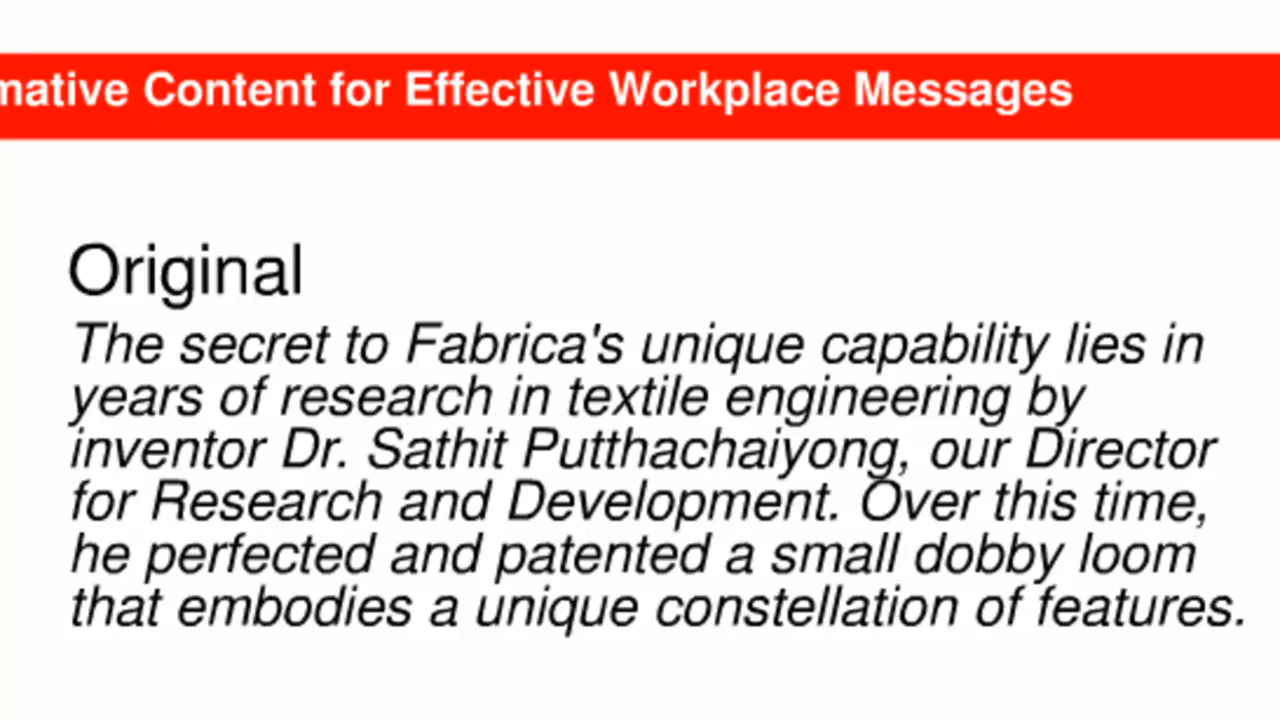 Content for Effective Workplace Messages
Original
The secret to Fabrica's unique capability lies in
years of research in textile engineering by
inventor Dr. Sathit Putthachaiyong, our Director
for Research and Development. Over this time,
he perfected and patented a small dobby loom
that embodies a unique constellation of features.